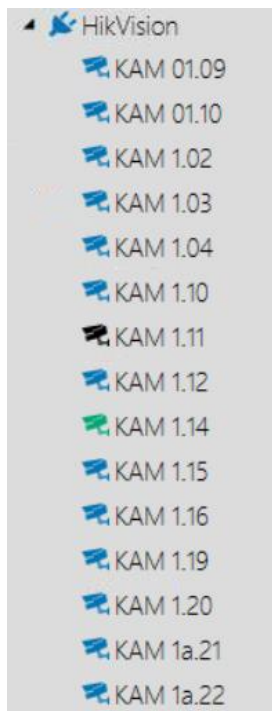 HikVision
KAM 01.09
KAM 01.10
KAM 1.02
KAM 1.03
KAM 1.04
KAM 1.10
KAM 1.11
KAM 1.12
KAM 1.14
KAM 1.15
KAM 1.16
KAM 1.19
KAM 1.20
KAM 1a.21
KAM 1a.22